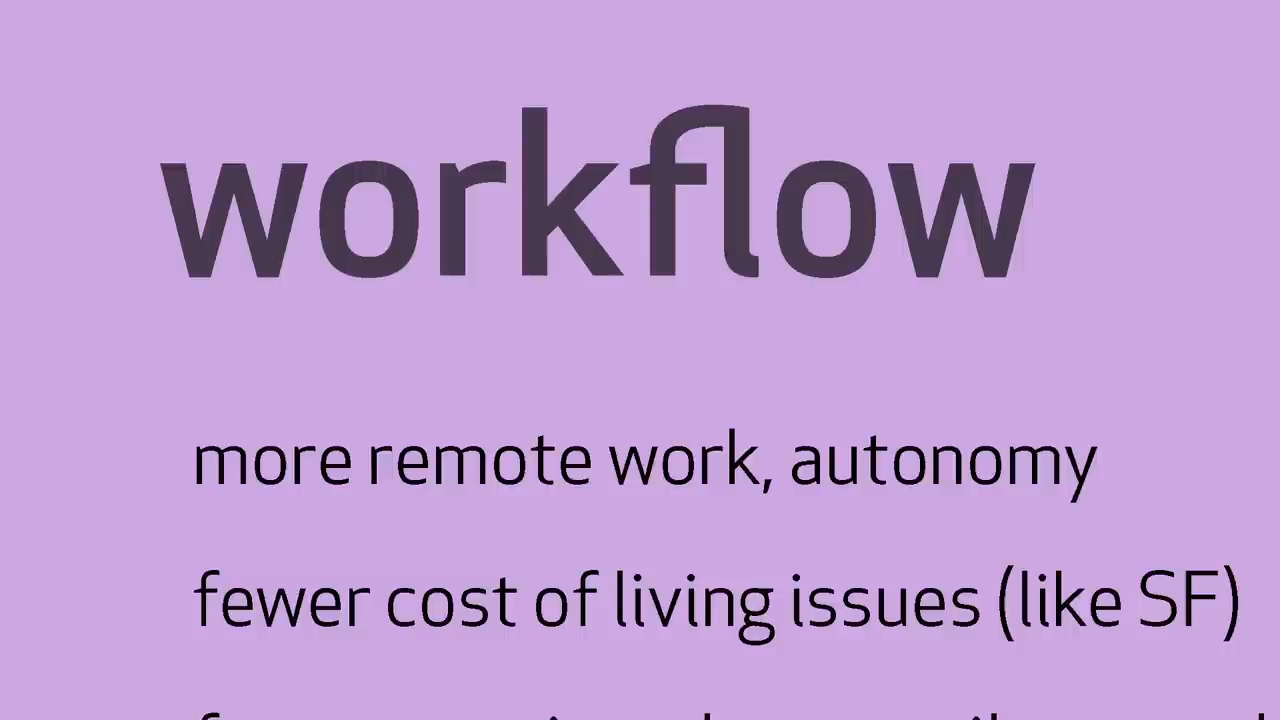 workflow
more remote work, autonomy
fewer cost of living issues (like SF)